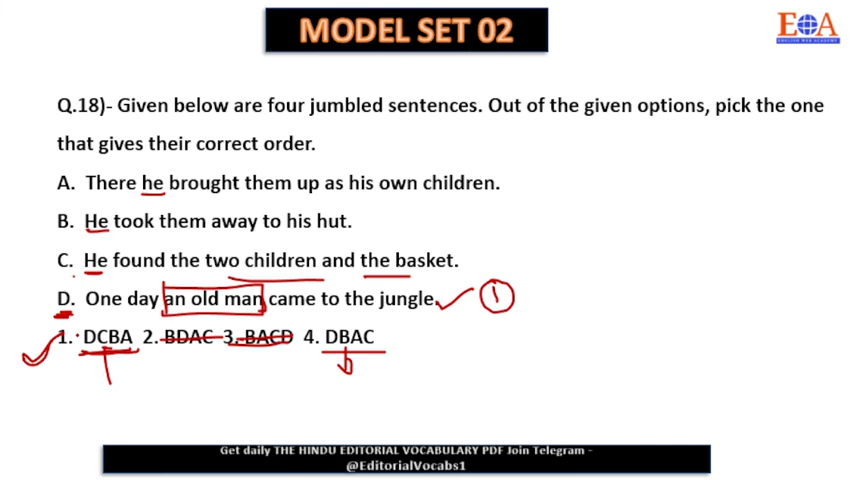 MODEL SET 02
EOA
ENGLISH WEB ACADEMY
Q.18)- Given below are four jumbled sentences. Out of the given options, pick the one
that gives their correct order.
A. There he brought them up as his own children.
B. He took them away to his hut.
C. He found the two children and the basket.
D. One day an old man came to the jungle. 1
1. DCBA 2. BDAC 3. BACD 4. DBAC
Get daily THE HINDU EDITORIAL VOCABULARY PDF Join Telegram -
@EditorialVocabs1